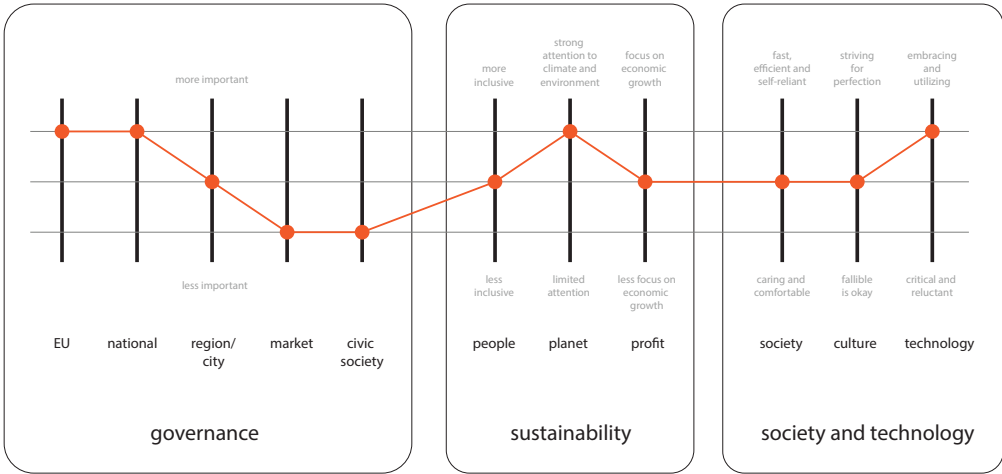 more important
less important
EU
national
region/
city
market
civic
society
governance
more
inclusive
strong
attention to
climate and
environment
focus on
economic
growth
less
inclusive
limited
attention
less focus on
economic
growth
people
planet
profit
sustainability
fast,
efficient and
self-reliant
striving
for
perfection
embracing
and
utilizing
caring and
comfortable
fallible
is okay
critical and
reluctant
society
culture
technology
society and technology